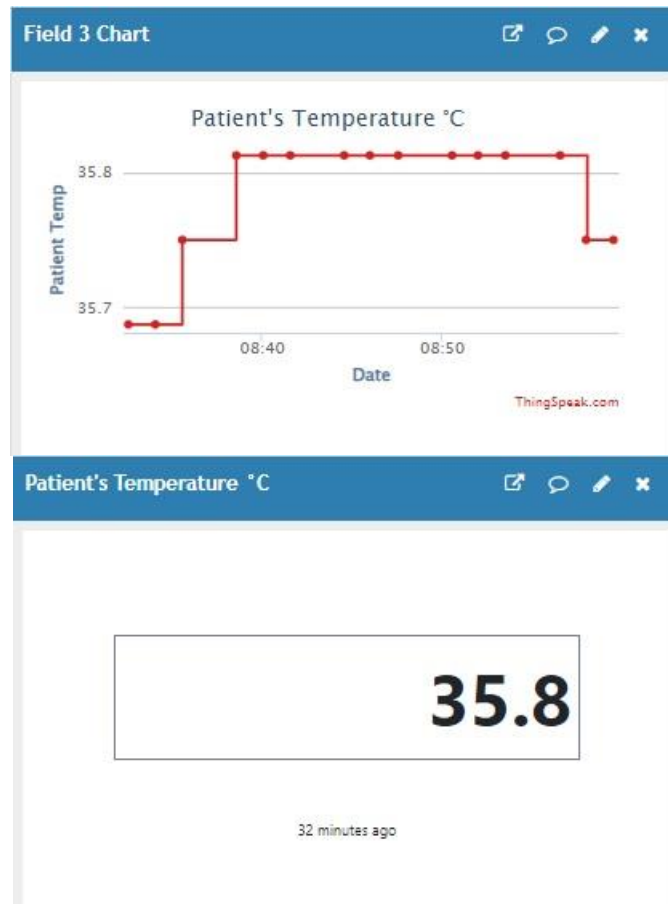 Field 3 Chart
Patient's Temperature °C
35.8
Patient Temp
35.7
08:40 08:50
Date
ThingSpeak.com
Patient's Temperature °C
35.8
32 minutes ago